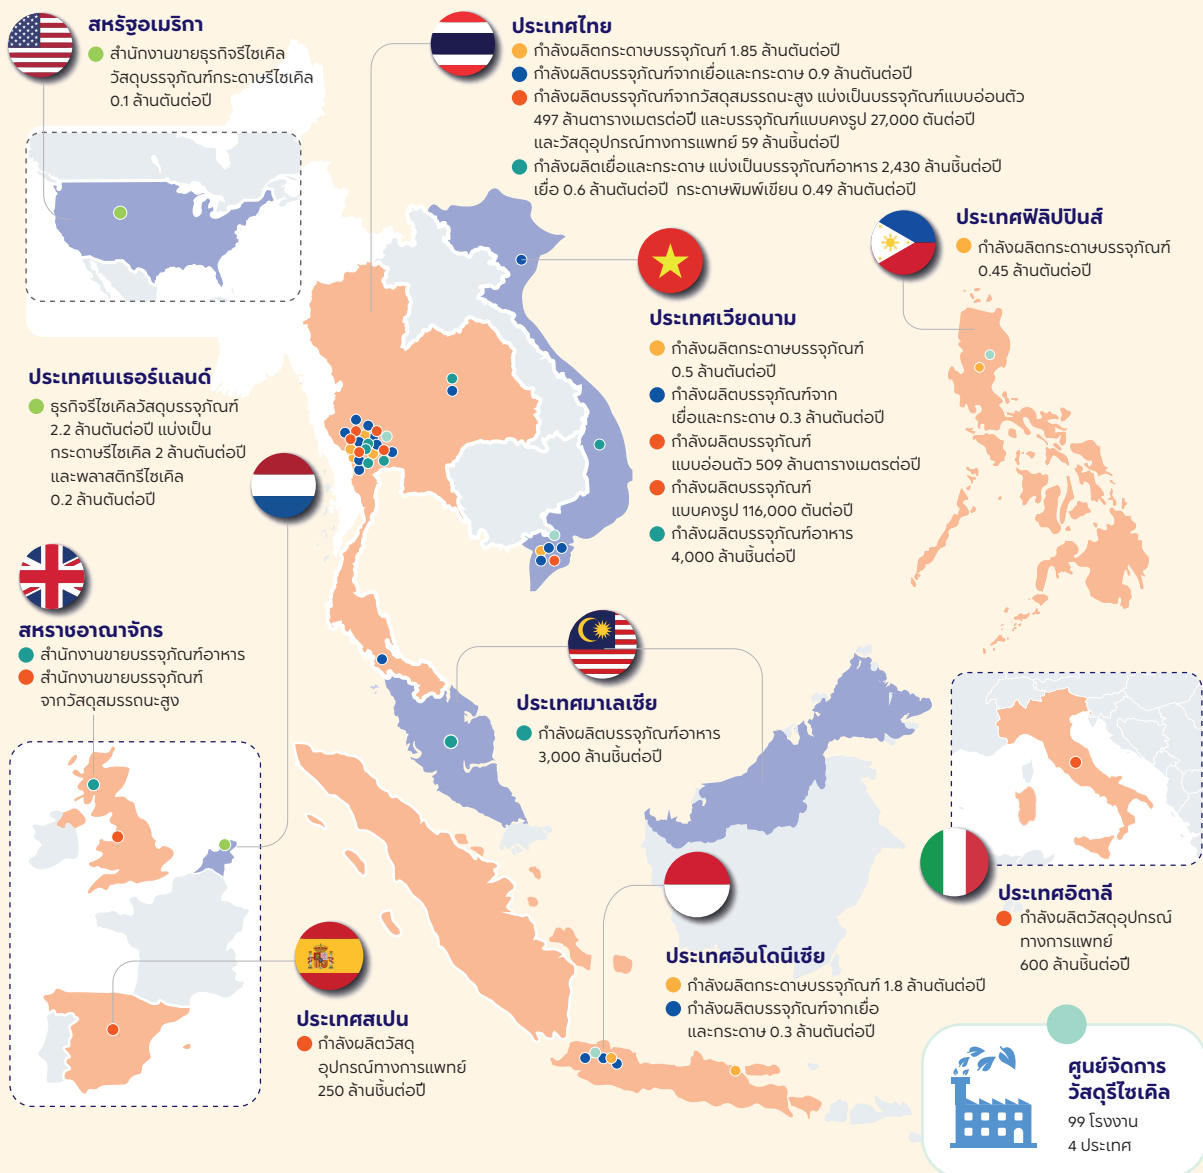 สหรัฐอเมริกา
สำนักงานขายธุรกิจรีไซเคิล
วัสดุบรรจุภัณฑ์กระดาษรีไซเคิล
0.1 ล้านตันต่อปี
ประเทศไทย
กำลังผลิตกระดาษบรรจุภัณฑ์ 1.85 ล้านตันต่อปี
กำลังผลิตบรรจุภัณฑ์จากเยื่อและกระดาษ 0.9 ล้านตันต่อปี
กำลังผลิตบรรจุภัณฑ์จากวัสดุสมรรถนะสูง แบ่งเป็นบรรจุภัณฑ์แบบอ่อนตัว
497 ล้านตารางเมตรต่อปี และบรรจุภัณฑ์แบบคงรูป 27,000 ตันต่อปี
และวัสดุอุปกรณ์ทางการแพทย์ 59 ล้านชิ้นต่อปี
กำลังผลิตเยื่อและกระดาษ แบ่งเป็นบรรจุภัณฑ์อาหาร 2,430 ล้านชิ้นต่อปี
เยื่อ 0.6 ล้านตันต่อปี กระดาษพิมพ์เขียน 0.49 ล้านตันต่อปี
ประเทศฟิลิปปินส์
กำลังผลิตกระดาษบรรจุภัณฑ์
0.45 ล้านตันต่อปี
ประเทศเวียดนาม
กำลังผลิตกระดาษบรรจุภัณฑ์
0.5 ล้านตันต่อปี
กำลังผลิตบรรจุภัณฑ์จาก
เยื่อและกระดาษ 0.3 ล้านตันต่อปี
กำลังผลิตบรรจุภัณฑ์
แบบอ่อนตัว 509 ล้านตารางเมตรต่อปี
กำลังผลิตบรรจุภัณฑ์
แบบคงรูป 116,000 ตันต่อปี
กำลังผลิตบรรจุภัณฑ์อาหาร
4,000 ล้านชิ้นต่อปี
ประเทศเนเธอร์แลนด์
ธุรกิจรีไซเคิลวัสดุบรรจุภัณฑ์
2.2 ล้านตันต่อปี แบ่งเป็น
กระดาษรีไซเคิล 2 ล้านตันต่อปี
และพลาสติกรีไซเคิล
0.2 ล้านตันต่อปี
สหราชอาณาจักร
สำนักงานขายบรรจุภัณฑ์อาหาร
สำนักงานขายบรรจุภัณฑ์
จากวัสดุสมรรถนะสูง
ประเทศมาเลเซีย
กำลังผลิตบรรจุภัณฑ์อาหาร
3,000 ล้านชิ้นต่อปี
ประเทศอิตาลี
กำลังผลิตวัสดุอุปกรณ์
ทางการแพทย์
600 ล้านชิ้นต่อปี
ประเทศอินโดนีเซีย
กำลังผลิตกระดาษบรรจุภัณฑ์ 1.8 ล้านตันต่อปี
กำลังผลิตบรรจุภัณฑ์จากเยื่อ
และกระดาษ 0.3 ล้านตันต่อปี
ประเทศสเปน
กำลังผลิตวัสดุ
อุปกรณ์ทางการแพทย์
250 ล้านชิ้นต่อปี
ศูนย์จัดการ
วัสดุรีไซเคิล
99 โรงงาน
4 ประเทศ